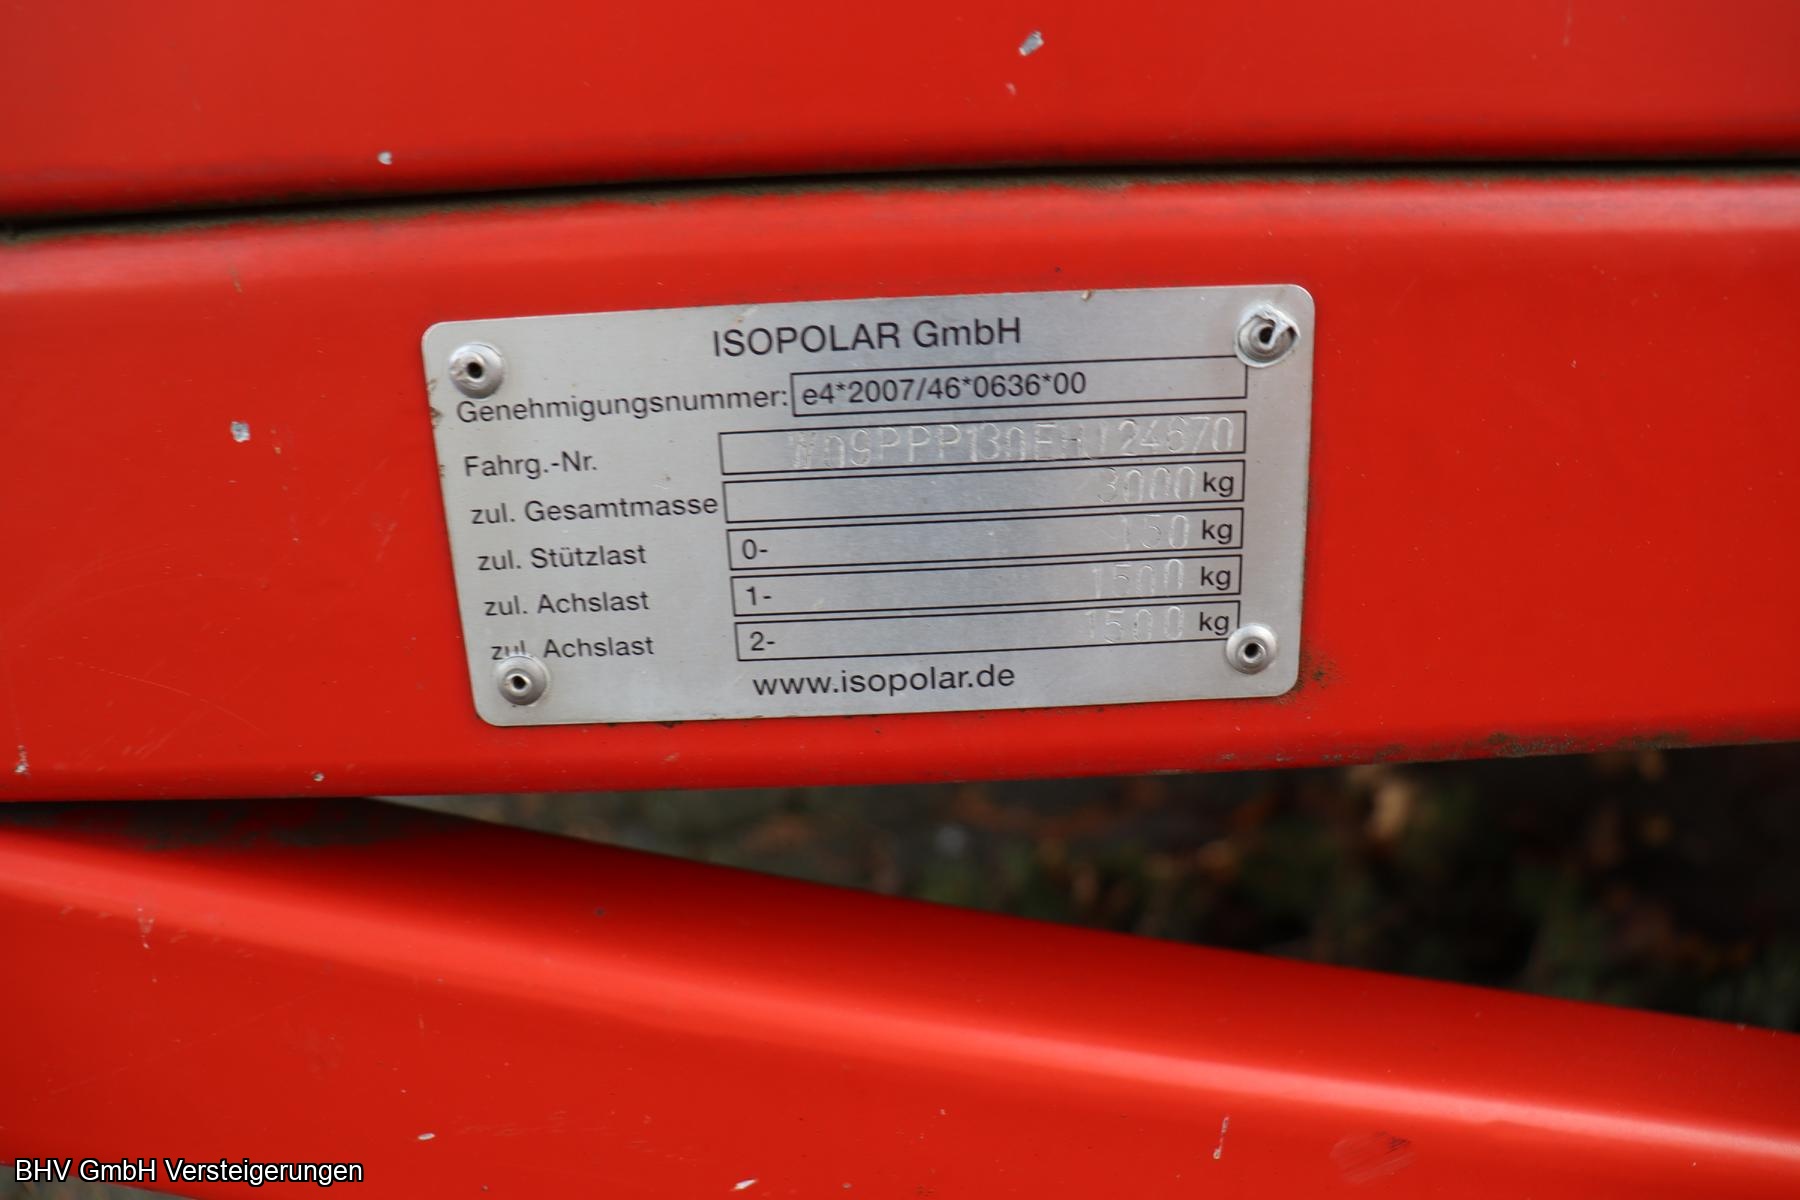 ISOPOLAR GmbH
Genehmigungsnummer: e4*2007/46*0636*00
Fahrg.-Nr. W09PPP130EH124670
zul. Gesamtmasse 3000 kg
zul. Stützlast 0- 150 kg
zul. Achslast 1- 1500 kg
zul. Achslast 2- 1500 kg
www.isopolar.de
BHV GmbH Versteigerungen